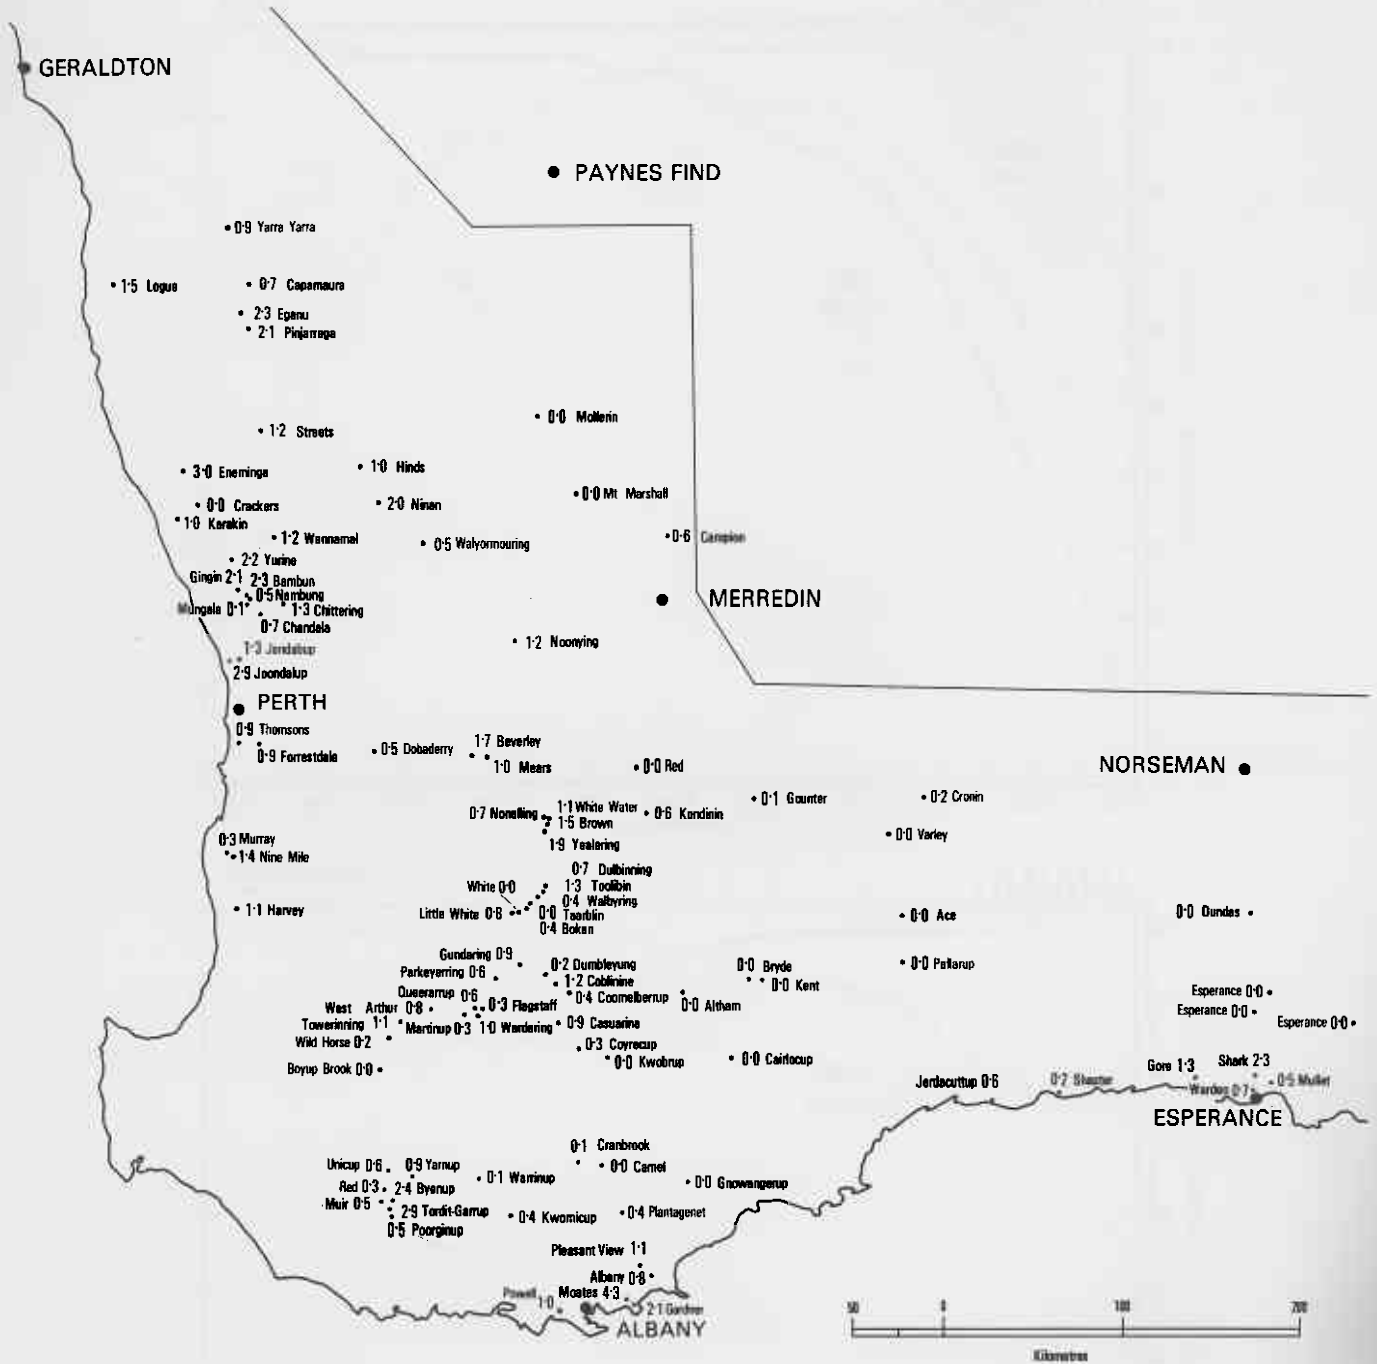 GERALDTON
PAYNES FIND
0·9 Yarra Yarra
1·5 Logue
0·7 Capamaura
2·3 Eganu
2·1 Pinjarrega
0·0 Mollerin
1·2 Streets
3·0 Eneminga
1·0 Hinds
0·0 Mt Marshall
0·0 Crackers
2·0 Ninan
1·0 Karakin
1·2 Wannamal
0·5 Walyormouring
0·6 Campion
2·2 Yurine
Gingin 2·1
2·3 Bambun
0·5 Nambung
Mungala 0·1
1·3 Chittering
0·7 Chandala
MERREDIN
1·2 Noonying
1·3 Jandabup
2·9 Joondalup
PERTH
0·9 Thomsons
0·9 Forrestdale
0·5 Dobaderry
1·7 Beverley
1·0 Mears
0·0 Red
NORSEMAN
0·1 Gounter
0·2 Cronin
0·7 Nonalling
1·1 White Water
1·5 Brown
0·6 Kondinin
1·9 Yealering
0·0 Varley
0·3 Murray
1·4 Nine Mile
0·7 Dulbinning
White 0·0
1·3 Toolibin
0·4 Walbyring
Little White 0·8
0·0 Taarblin
0·4 Bokan
1·1 Harvey
0·0 Ace
0·0 Dundas
Gundaring 0·9
0·2 Dumbleyung
Parkeyerring 0·6
1·2 Coblinine
0·0 Bryde
0·0 Kent
0·0 Pallarup
Queerarrup 0·6
0·4 Coomelberrup
0·0 Altham
Esperance 0·0
West Arthur 0·8
0·3 Flagstaff
Esperance 0·0
Towerinning 1·1
Martinup 0·3
1·0 Wardering
0·9 Casuarina
Esperance 0·0
Wild Horse 0·2
0·3 Coyrecup
0·0 Kwobrup
0·0 Cairlocup
Boyup Brook 0·0
Jerdacuttup 0·6
0·2 Shaster
Gore 1·3
Shark 2·3
Warden 0·7
0·5 Mullet
ESPERANCE
0·1 Cranbrook
Unicup 0·6
0·9 Yarnup
0·0 Camel
0·1 Warrinup
0·0 Gnowangerup
Red 0·3
2·4 Byenup
Muir 0·5
2·9 Tordit-Garrup
0·4 Kwornicup
0·4 Plantagenet
0·5 Poorginup
Pleasant View 1·1
Albany 0·8
Powell 1·0
Moates 4·3
2·1 Gardner
ALBANY
50 0 100 200
Kilometres